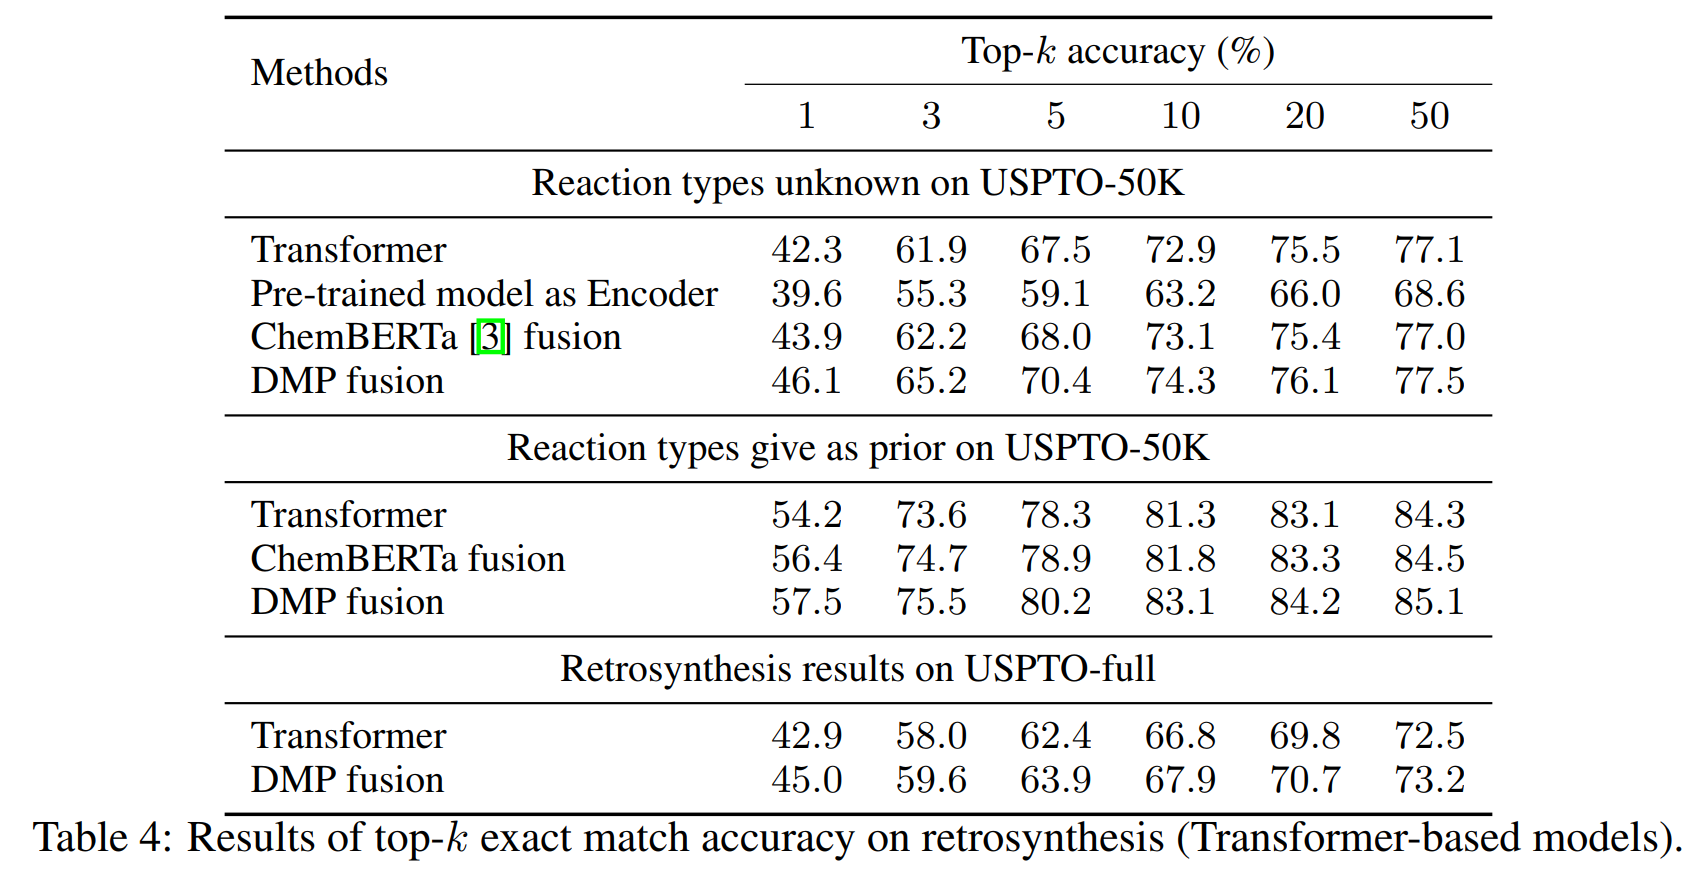 Methods Top-k accuracy (%)
1 3 5 10 20 50
Reaction types unknown on USPTO-50K
Transformer 42.3 61.9 67.5 72.9 75.5 77.1
Pre-trained model as Encoder 39.6 55.3 59.1 63.2 66.0 68.6
ChemBERTa [3] fusion 43.9 62.2 68.0 73.1 75.4 77.0
DMP fusion 46.1 65.2 70.4 74.3 76.1 77.5
Reaction types give as prior on USPTO-50K
Transformer 54.2 73.6 78.3 81.3 83.1 84.3
ChemBERTa fusion 56.4 74.7 78.9 81.8 83.3 84.5
DMP fusion 57.5 75.5 80.2 83.1 84.2 85.1
Retrosynthesis results on USPTO-full
Transformer 42.9 58.0 62.4 66.8 69.8 72.5
DMP fusion 45.0 59.6 63.9 67.9 70.7 73.2
Table 4: Results of top-k exact match accuracy on retrosynthesis (Transformer-based models).